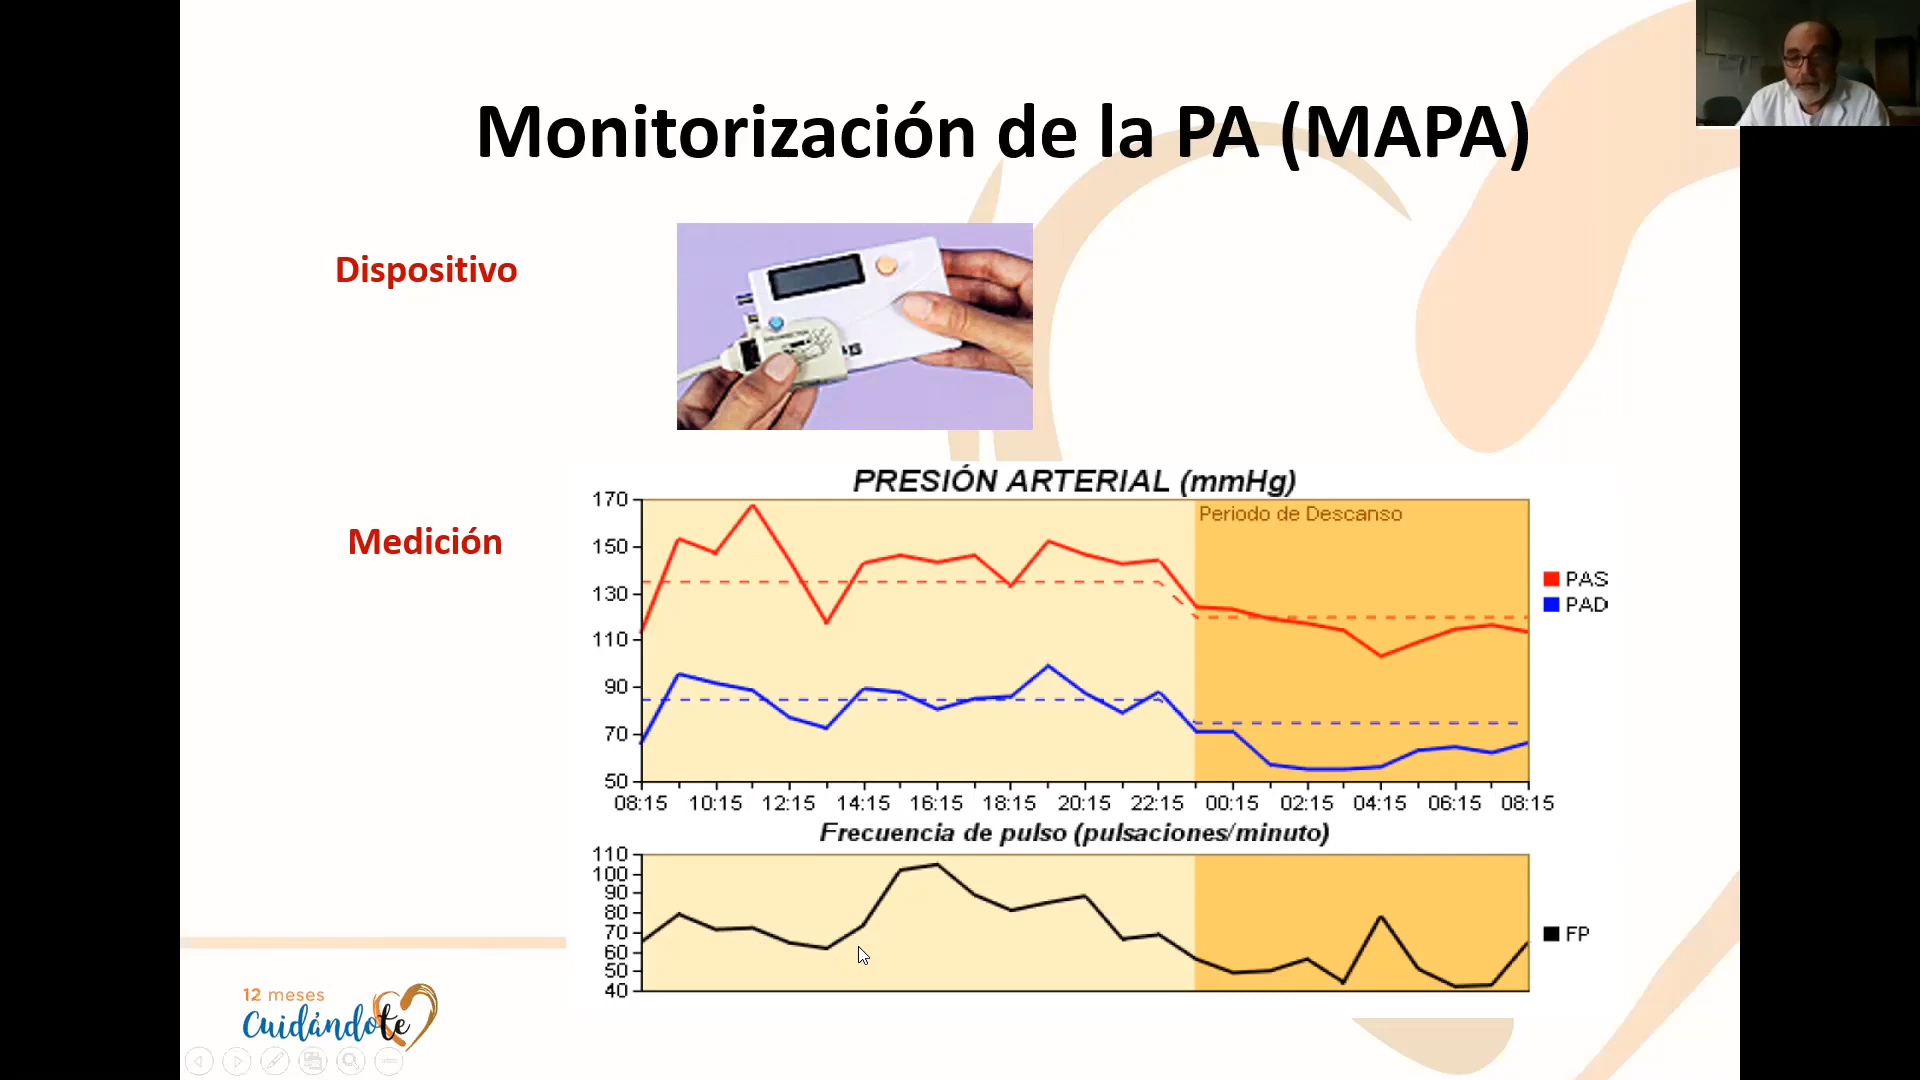 Monitorización de la PA (MAPA)
Dispositivo
Medición
PRESIÓN ARTERIAL (mmHg)
170
150
130
110
90
70
50
Periodo de Descanso
PAS
PAD
08:15 10:15 12:15 14:15 16:15 18:15 20:15 22:15 00:15 02:15 04:15 06:15 08:15
Frecuencia de pulso (pulsaciones/minuto)
110
100
90
80
70
60
50
40
FP
12 meses
Cuidándote